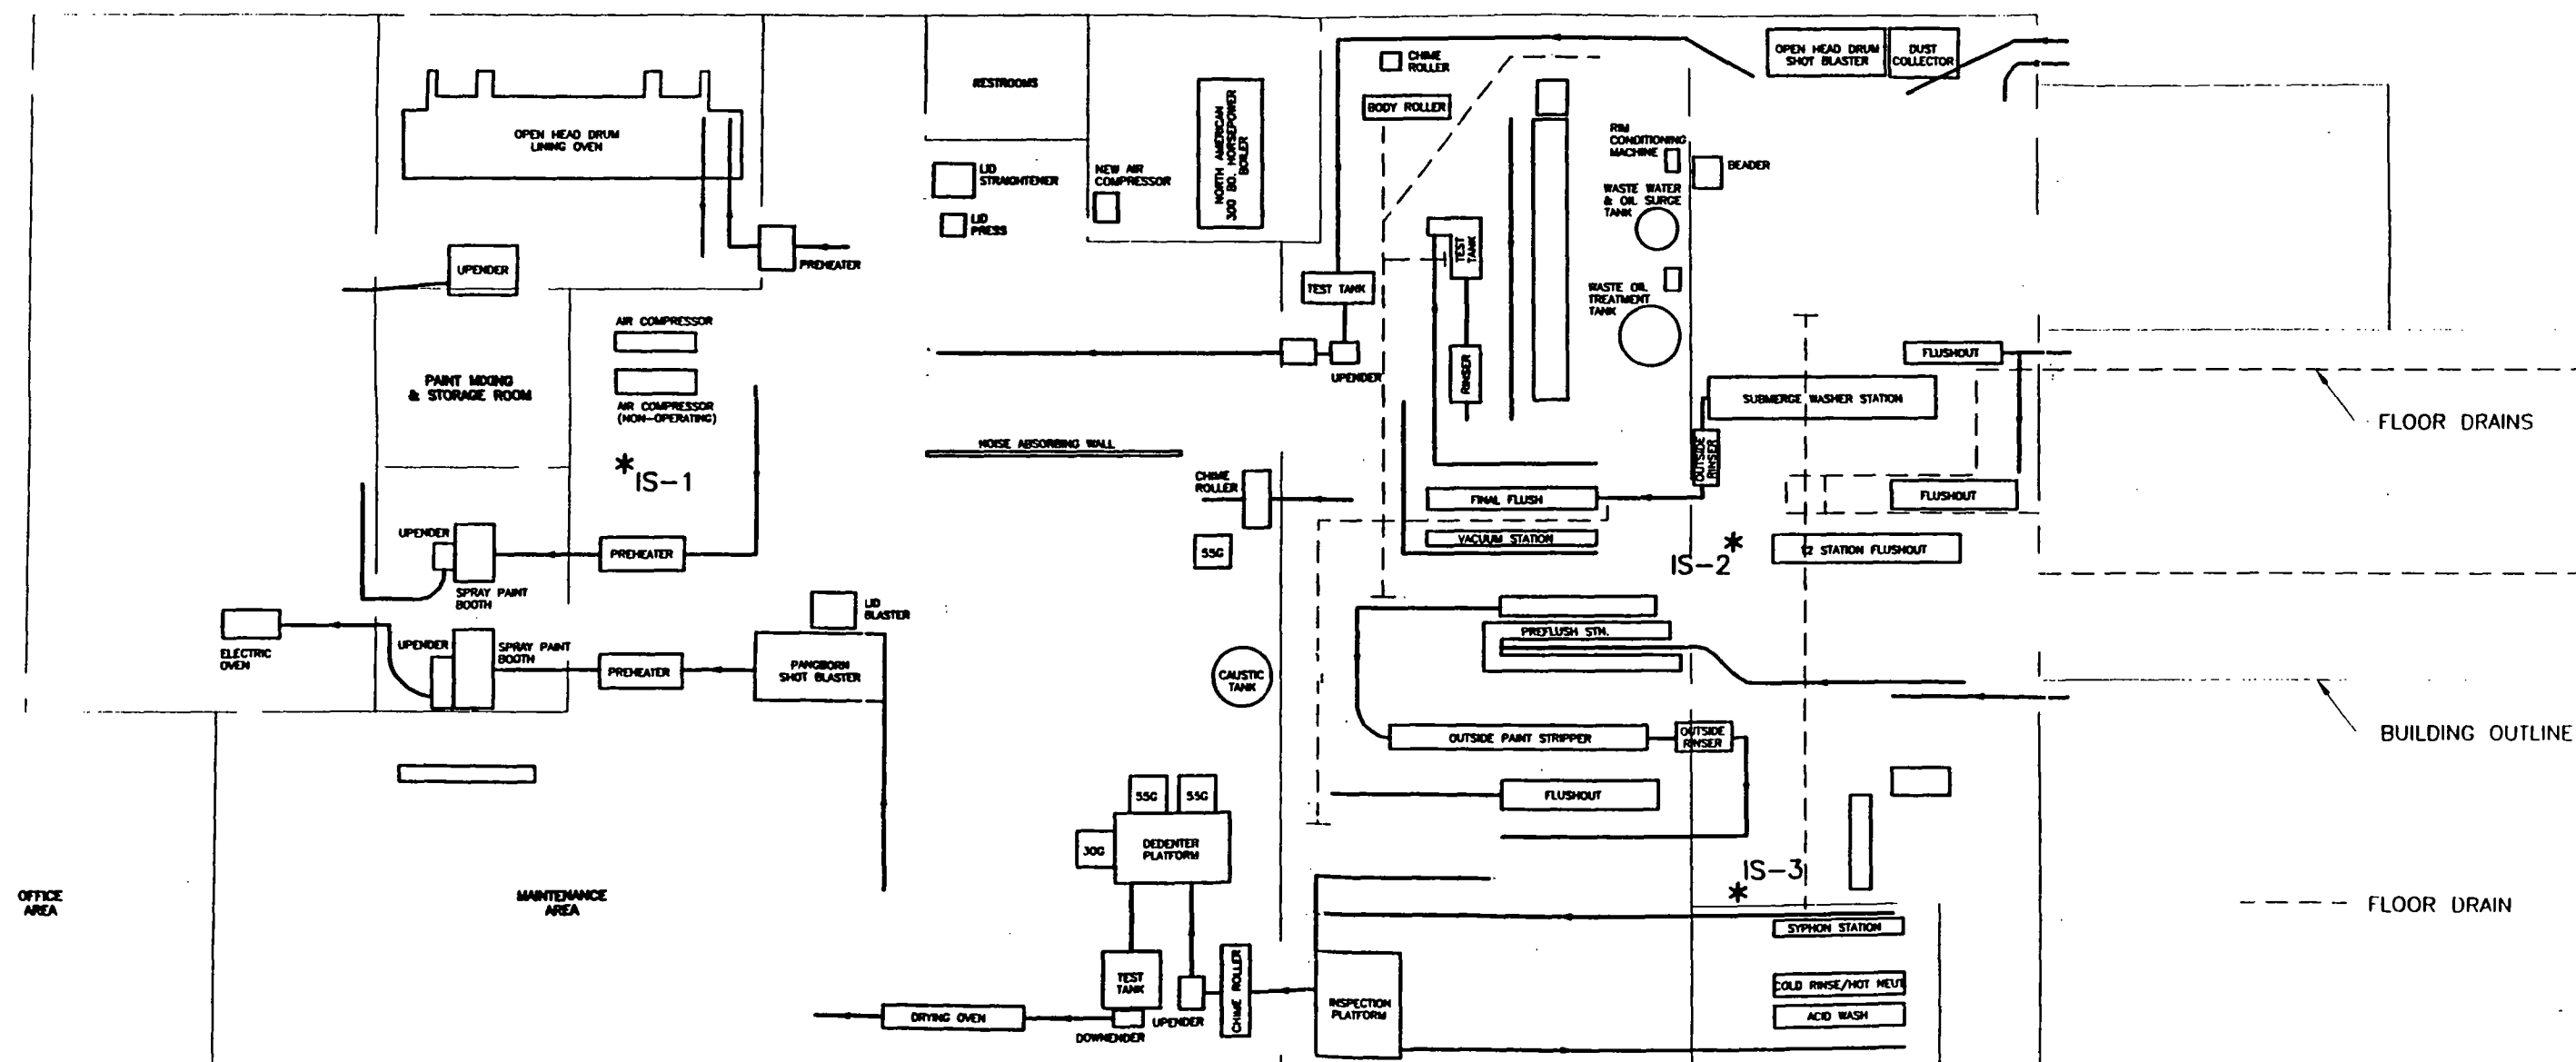 OPEN HEAD DRUM
SHOT BLASTER
DUST
COLLECTOR
CHIME
ROLLER
RESTROOMS
BODY ROLLER
NORTH AMERICAN
300 BO. HORSEPOWER
BOILER
OPEN HEAD DRUM
LINING OVEN
RIM
CONDITIONING
MACHINE
BEADER
LID
STRAIGHTENER
NEW AIR
COMPRESSOR
WASTE WATER
& OIL SURGE
TANK
LID
PRESS
TEST
TANK
UPENDER
PREHEATER
TEST TANK
WASTE OIL
TREATMENT
TANK
AIR COMPRESSOR
FLUSHOUT
UPENDER
RINSER
PAINT MIXING
& STORAGE ROOM
AIR COMPRESSOR
(NON-OPERATING)
SUBMERGE WASHER STATION
FLOOR DRAINS
NOISE ABSORBING WALL
OUTSIDE
RINSER
*IS-1
CHIME
ROLLER
FINAL FLUSH
FLUSHOUT
UPENDER
PREHEATER
55G
VACUUM STATION
IS-2*
12 STATION FLUSHOUT
SPRAY PAINT
BOOTH
LID
BLASTER
PREFLUSH STN.
ELECTRIC
OVEN
UPENDER
SPRAY PAINT
BOOTH
PREHEATER
PANGBORN
SHOT BLASTER
CAUSTIC
TANK
OUTSIDE PAINT STRIPPER
OUTSIDE
RINSER
BUILDING OUTLINE
55G
55G
FLUSHOUT
30G
DEDENTER
PLATFORM
IS-3
*
OFFICE
AREA
MAINTENANCE
AREA
FLOOR DRAIN
SYPHON STATION
TEST
TANK
CHIME ROLLER
INSPECTION
PLATFORM
COLD RINSE/HOT NEUT
ACID WASH
DRYING OVEN
UPENDER
DOWNENDER